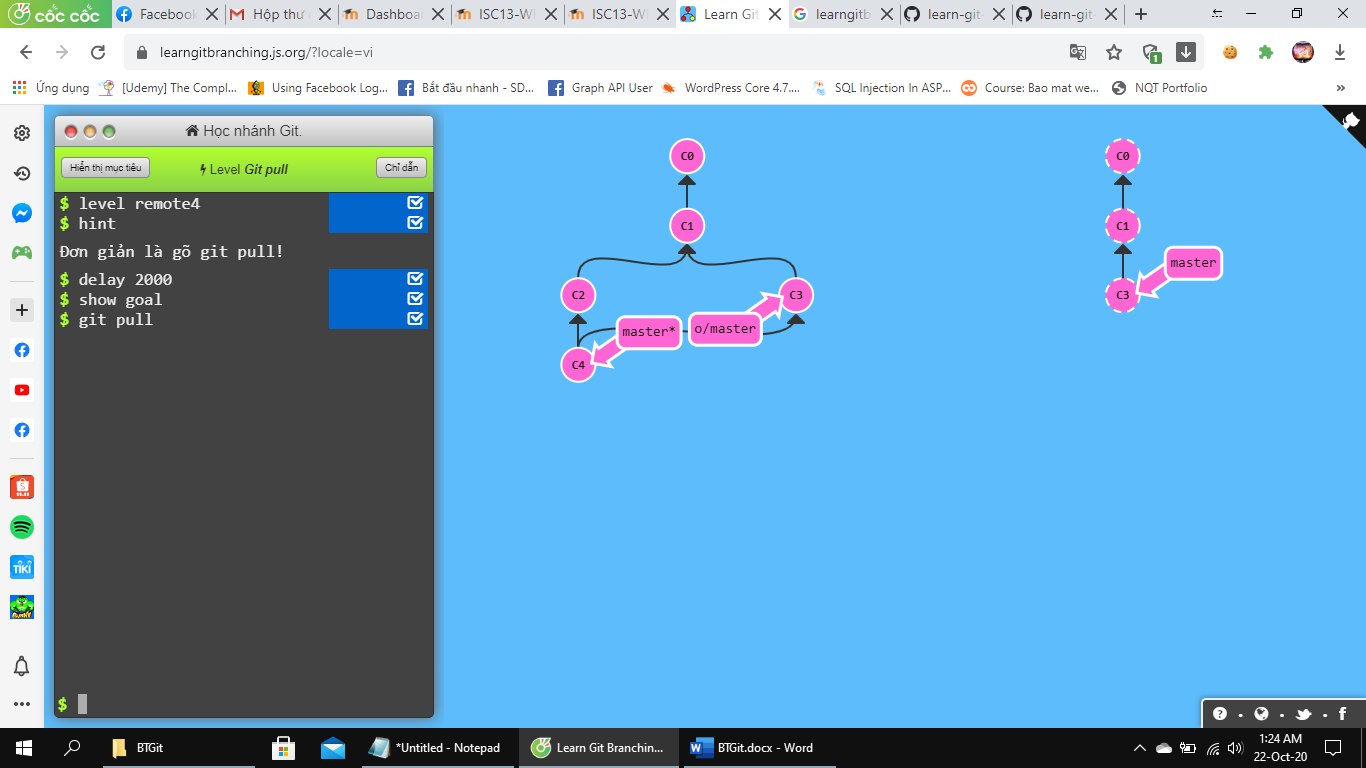 CỐC CỐC
Facebook
Hộp thư
Dashboa
ISC13-W
ISC13-W
Learn Git
learngitb
learn-git-
learn-git-
learngitbranching.js.org/?locale=vi
1
Ứng dụng
[Udemy] The Compl...
Using Facebook Log...
Bắt đầu nhanh - SD...
Graph API User
WordPress Core 4.7....
SQL Injection In ASP...
Course: Bao mat we...
NQT Portfolio
»
Học nhánh Git.
Hiển thị mục tiêu
Level Git pull
Chỉ dẫn
$ level remote4
$ hint
Đơn giản là gõ git pull!
$ delay 2000
$ show goal
$ git pull
$
C0
C1
C2
C3
master*
o/master
C4
C0
C1
master
C3
TIKI
BTGit
*Untitled - Notepad
Learn Git Branchin...
BTGit.docx - Word
1:24 AM
22-Oct-20